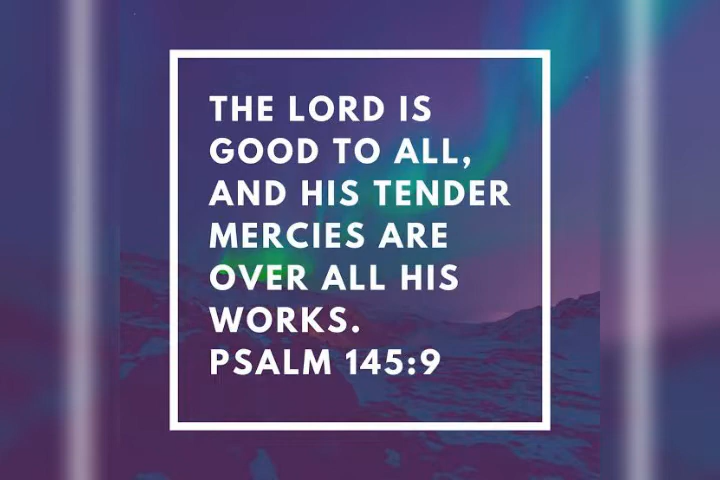 THE LORD IS
GOOD TO ALL,
AND HIS TENDER
MERCIES ARE
OVER ALL HIS
WORKS.
PSALM 145:9